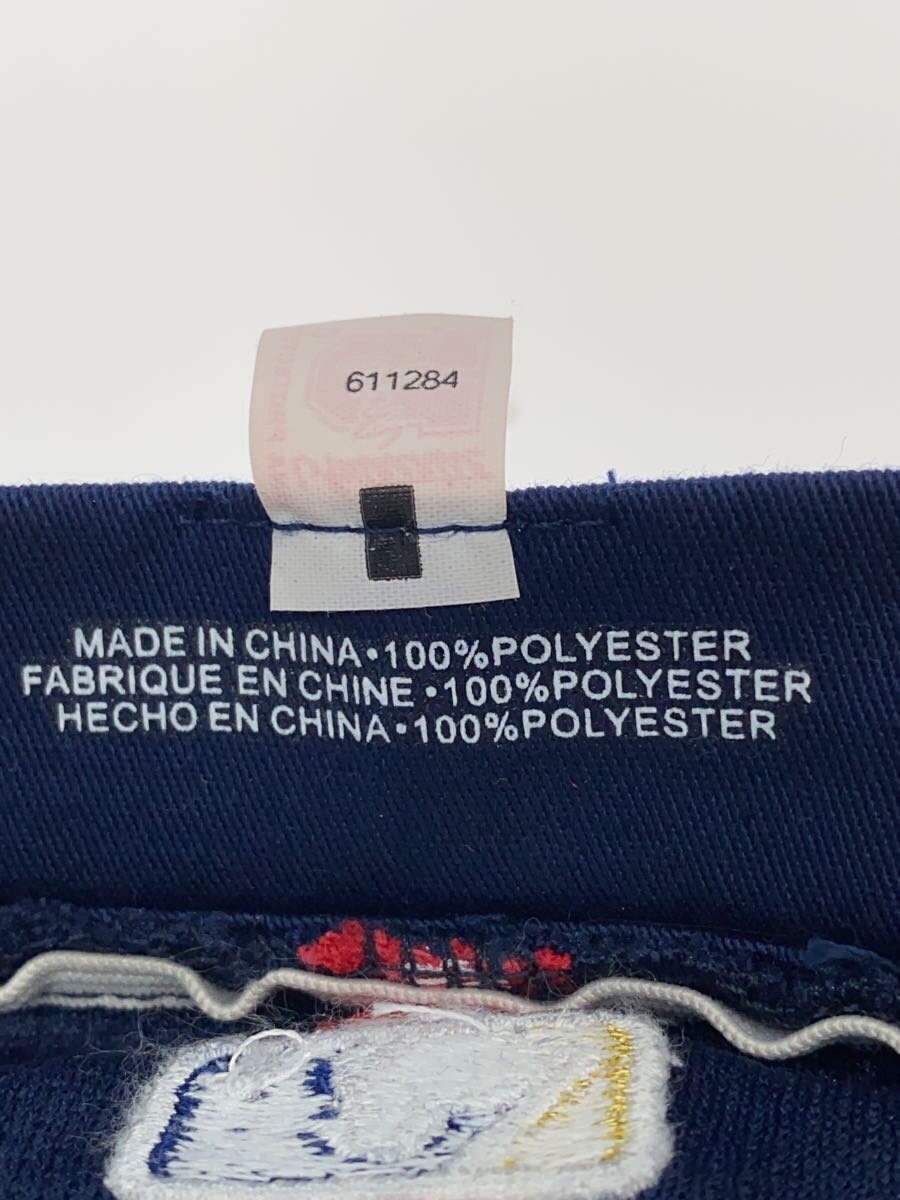 611284
MADE IN CHINA•100%POLYESTER
FABRIQUE EN CHINE•100%POLYESTER
HECHO EN CHINA•100%POLYESTER